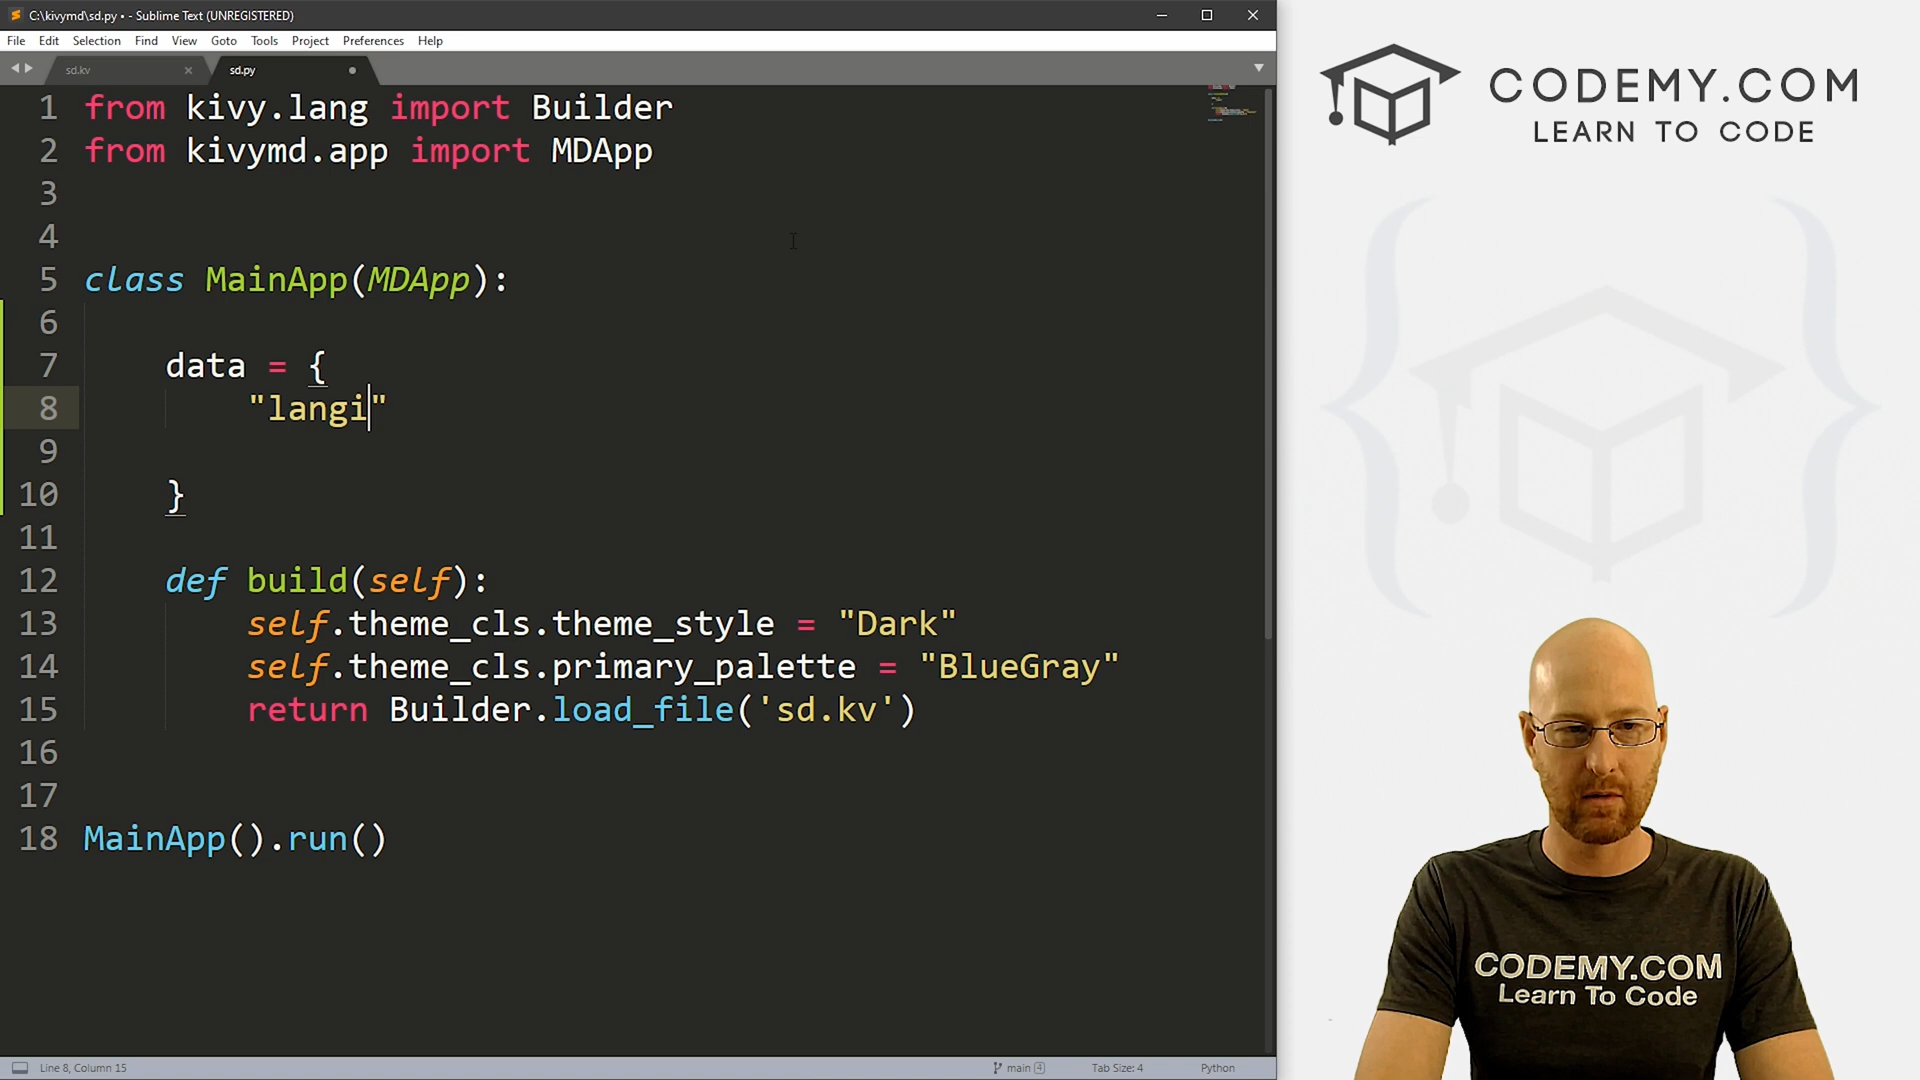 C:\kivymd\sd.py • - Sublime Text (UNREGISTERED)
File Edit Selection Find View Goto Tools Project Preferences Help
sd.kv sd.py
1 from kivy.lang import Builder
2 from kivymd.app import MDApp
3
4
5 class MainApp(MDApp):
6
7 data = {
8 "langi"
9
10 }
11
12 def build(self):
13 self.theme_cls.theme_style = "Dark"
14 self.theme_cls.primary_palette = "BlueGray"
15 return Builder.load_file('sd.kv')
16
17
18 MainApp().run()
Line 8, Column 15 main 4 Tab Size: 4 Python
CODEMY.COM
LEARN TO CODE
CODEMY.COM
Learn To Code